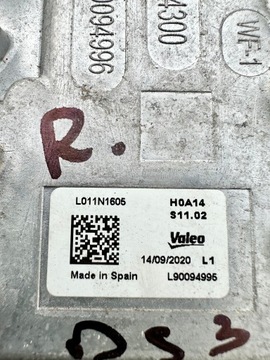 0094996
4300
WF-1
R.
L011N1605
H0A14
S11.02
Valeo
14/09/2020 L1
Made in Spain
L90094995
DS3